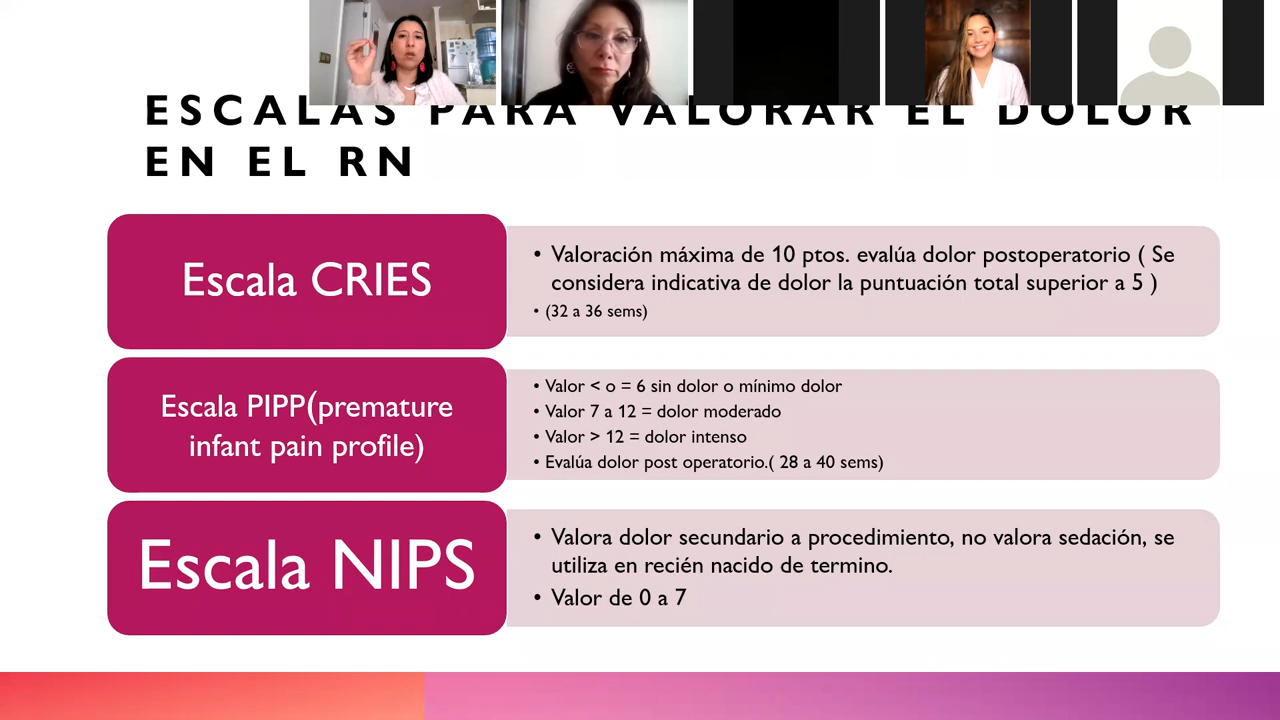 ESCALAS PARA VALORAR EL DOLOR
EN EL RN
Escala CRIES
• Valoración máxima de 10 ptos. evalúa dolor postoperatorio ( Se
considera indicativa de dolor la puntuación total superior a 5 )
• (32 a 36 sems)
Escala PIPP(premature
infant pain profile)
• Valor < o = 6 sin dolor o mínimo dolor
• Valor 7 a 12 = dolor moderado
• Valor > 12 = dolor intenso
• Evalúa dolor post operatorio.( 28 a 40 sems)
Escala NIPS
• Valora dolor secundario a procedimiento, no valora sedación, se
utiliza en recién nacido de termino.
• Valor de 0 a 7